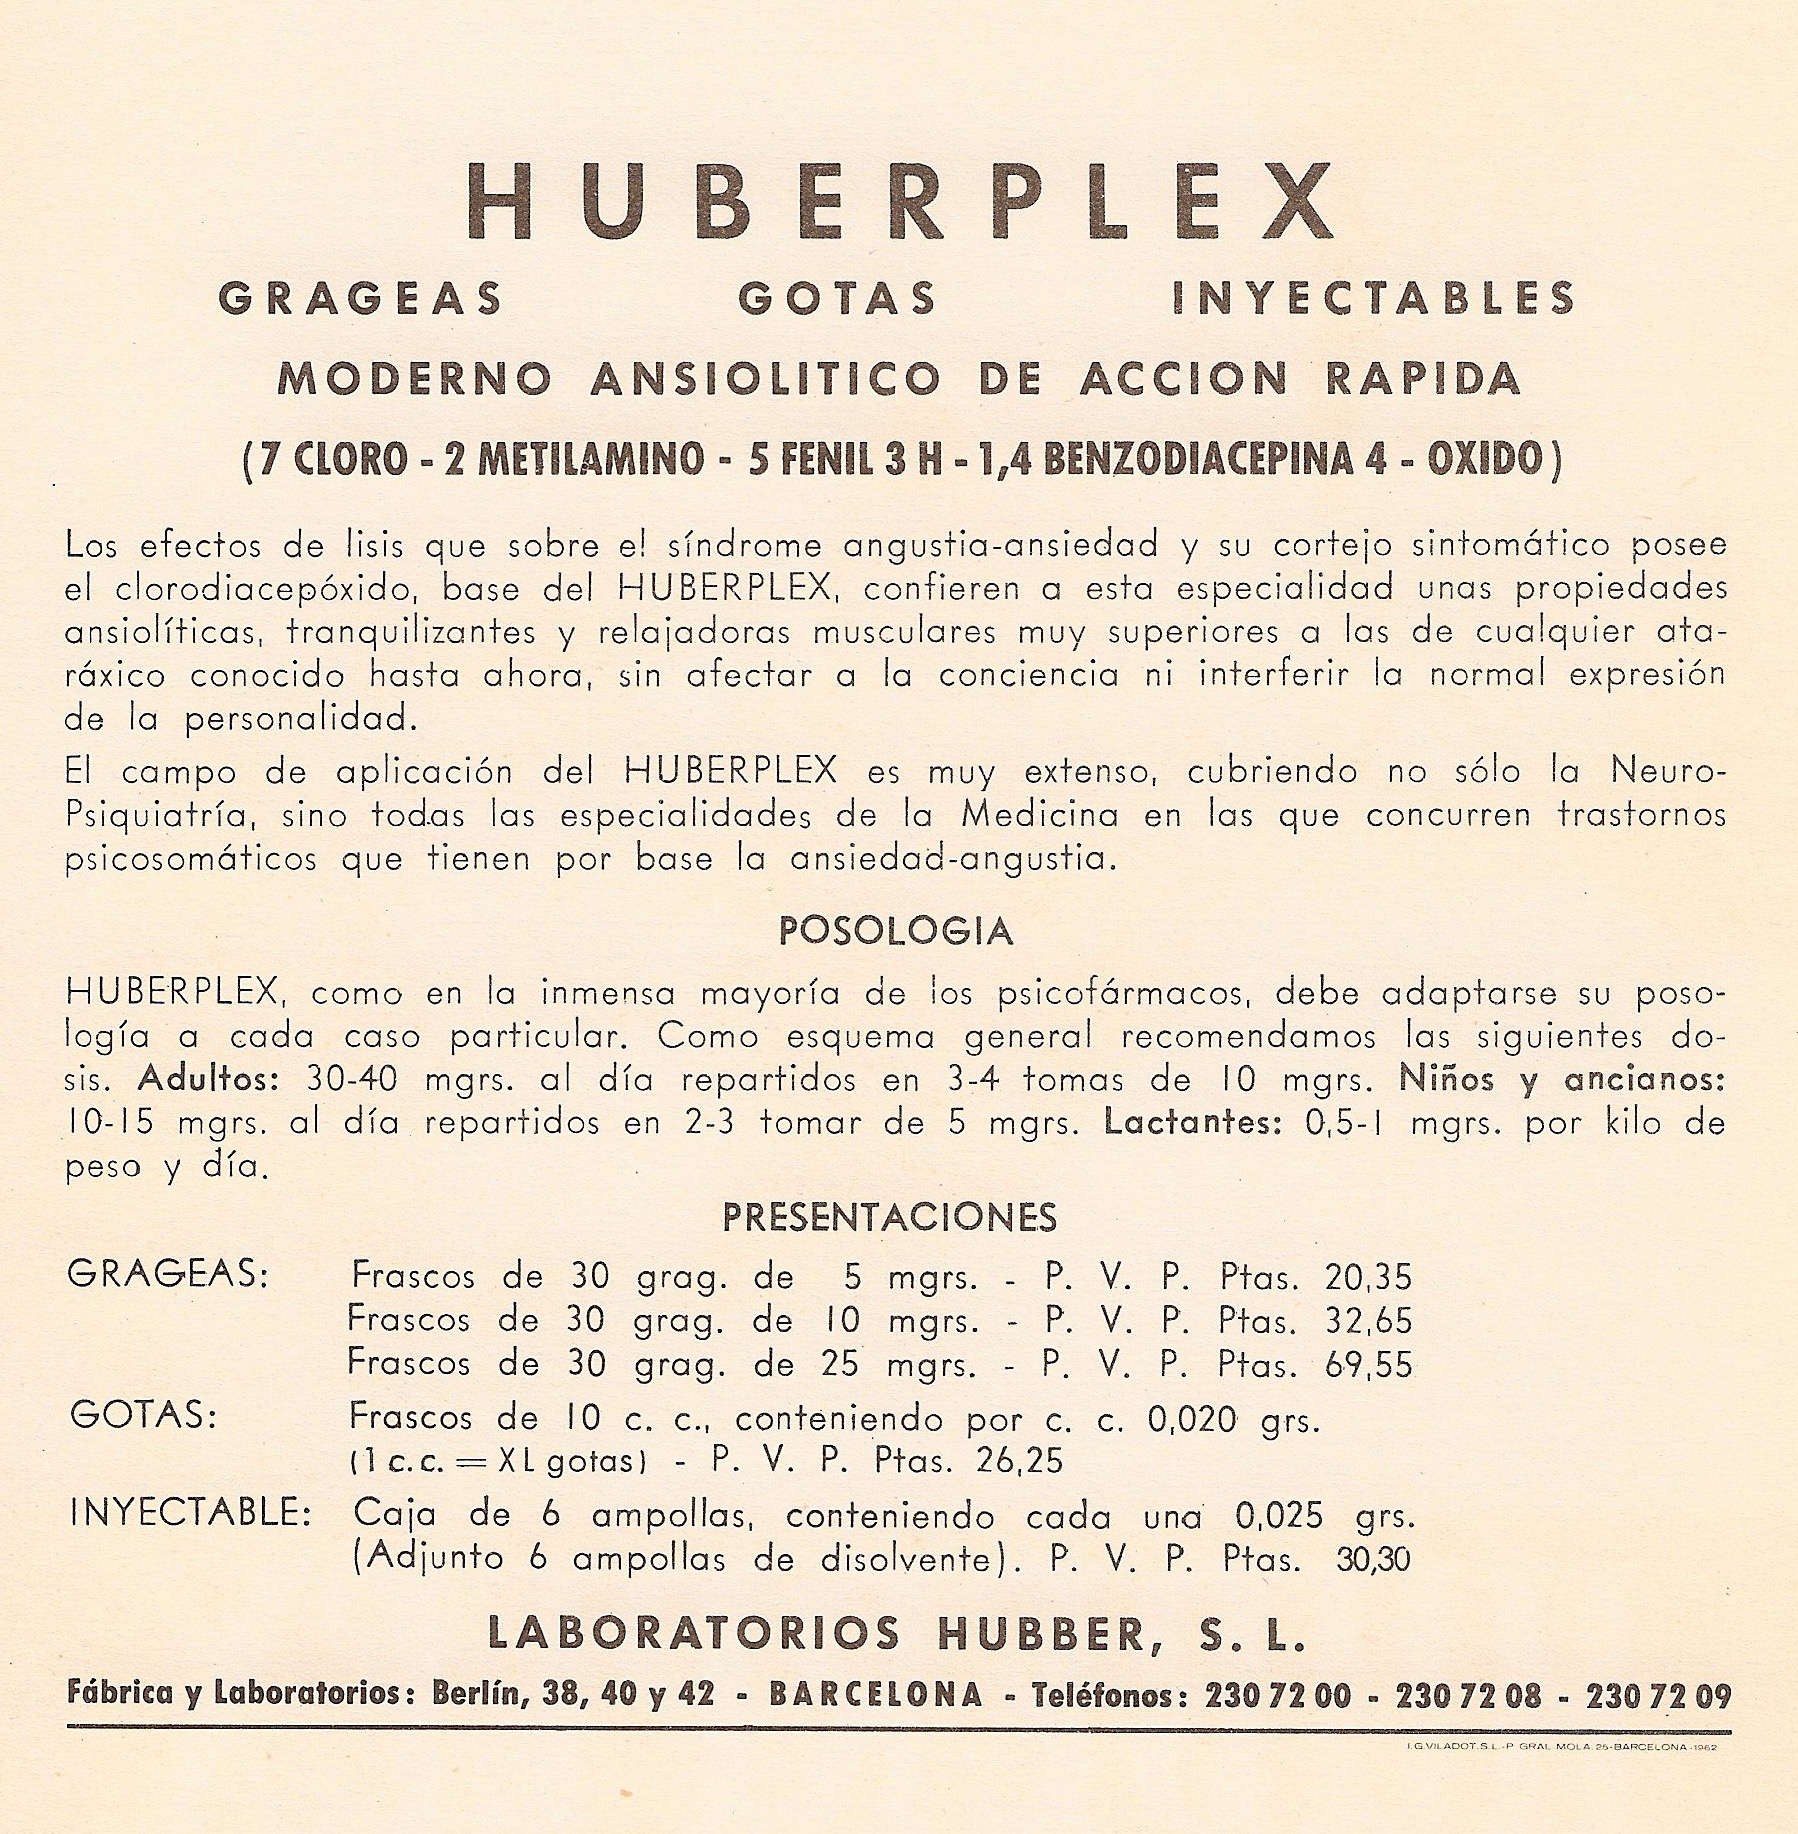 HUBERPLEX
GRAGEAS GOTAS INYECTABLES
MODERNO ANSIOLITICO DE ACCION RAPIDA
(7 CLORO - 2 METILAMINO - 5 FENIL 3 H - 1,4 BENZODIACEPINA 4 - OXIDO)
Los efectos de lisis que sobre el síndrome angustia-ansiedad y su cortejo sintomático posee
el clorodiacepóxido, base del HUBERPLEX, confieren a esta especialidad unas propiedades
ansiolíticas, tranquilizantes y relajadoras musculares muy superiores a las de cualquier ata-
ráxico conocido hasta ahora, sin afectar a la conciencia ni interferir la normal expresión
de la personalidad.
El campo de aplicación del HUBERPLEX es muy extenso, cubriendo no sólo la Neuro-
Psiquiatría, sino todas las especialidades de la Medicina en las que concurren trastornos
psicosomáticos que tienen por base la ansiedad-angustia.
POSOLOGIA
HUBERPLEX, como en la inmensa mayoría de los psicofármacos, debe adaptarse su poso-
logía a cada caso particular. Como esquema general recomendamos las siguientes do-
sis. Adultos: 30-40 mgrs. al día repartidos en 3-4 tomas de 10 mgrs. Niños y ancianos:
10-15 mgrs. al día repartidos en 2-3 tomar de 5 mgrs. Lactantes: 0,5-1 mgrs. por kilo de
peso y día.
PRESENTACIONES
GRAGEAS: Frascos de 30 grag. de 5 mgrs. - P. V. P. Ptas. 20,35
Frascos de 30 grag. de 10 mgrs. - P. V. P. Ptas. 32,65
Frascos de 30 grag. de 25 mgrs. - P. V. P. Ptas. 69,55
GOTAS: Frascos de 10 c. c., conteniendo por c. c. 0,020 grs.
(1 c.c. = XL gotas) - P. V. P. Ptas. 26,25
INYECTABLE: Caja de 6 ampollas, conteniendo cada una 0,025 grs.
(Adjunto 6 ampollas de disolvente). P. V. P. Ptas. 30,30
LABORATORIOS HUBBER, S. L.
Fábrica y Laboratorios: Berlín, 38, 40 y 42 - BARCELONA - Teléfonos: 230 72 00 - 230 72 08 - 230 72 09
I.G.VILADOT.S.L.-P. GRAL. MOLA. 25-BARCELONA-1962